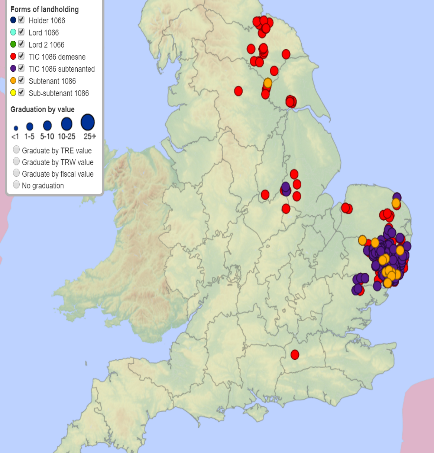 Forms of landholding
Holder 1066
Lord 1066
Lord 2 1066
TIC 1086 demesne
TIC 1086 subtenanted
Subtenant 1086
Sub-subtenant 1086
Graduation by value
<1 1-5 5-10 10-25 25+
Graduate by TRE value
Graduate by TRW value
Graduate by fiscal value
No graduation